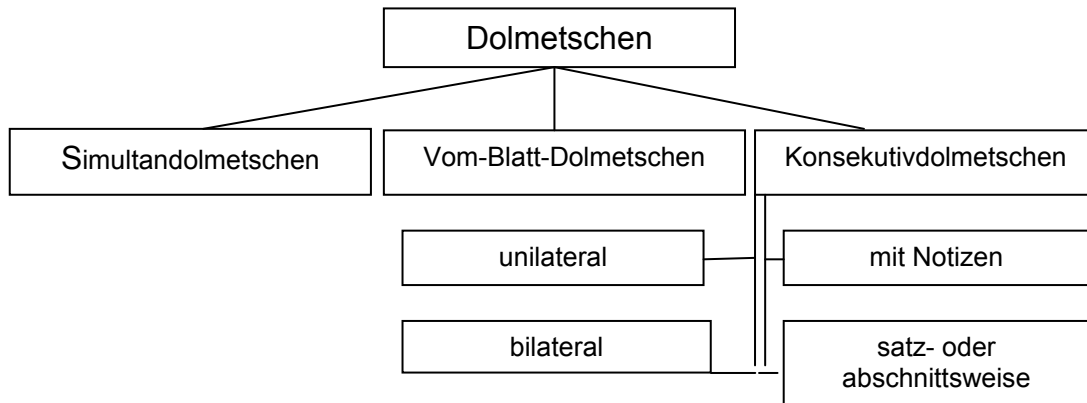 Dolmetschen
Simultandolmetschen
Vom-Blatt-Dolmetschen
Konsekutivdolmetschen
unilateral
mit Notizen
bilateral
satz- oder
abschnittsweise